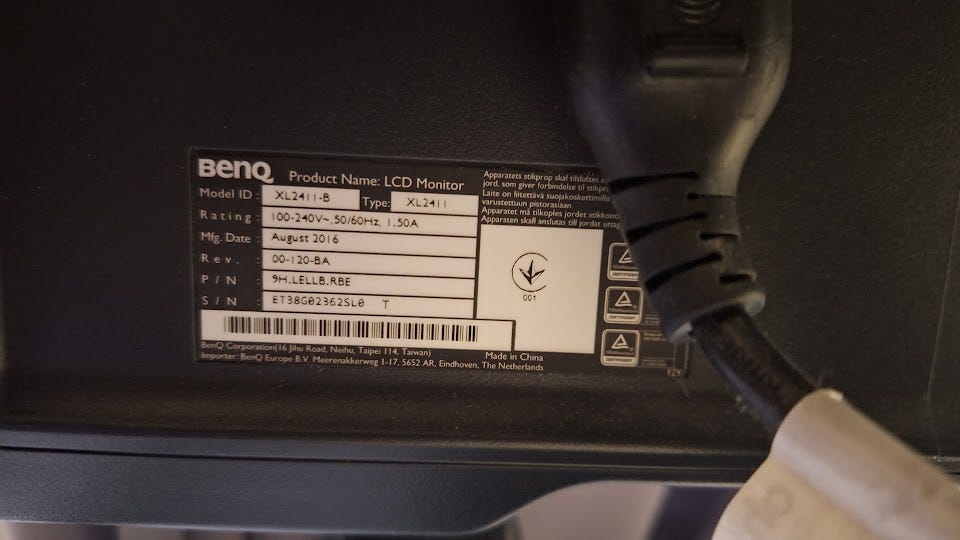 BenQ
Product Name: LCD Monitor
Model ID : XL2411-B Type: XL2411
Rating : 100-240V~,50/60Hz, 1.50A
Mfg. Date : August 2016
Rev. : 00-120-BA
P/N : 9H.LELLB.RBE
S/N : ET38G02362SL0 T
BenQ Corporation(16 Jihu Road, Neihu, Taipei 114, Taiwan)
Importer: BenQ Europe B.V. Meerenakkerweg 1-17, 5652 AR, Eindhoven, The Netherlands
Made in China
Apparatets stikprop skal tilsluttes
jord, som giver forbindelse til
Laite on liitettävä suojakoskettimilla
varustettuun pistorasiaan
Apparatet må tilkoples jordet
Apparaten skall anslutas till jordat
001
CERTIFIED
CERTIFIED
CERTIFIED
YZY